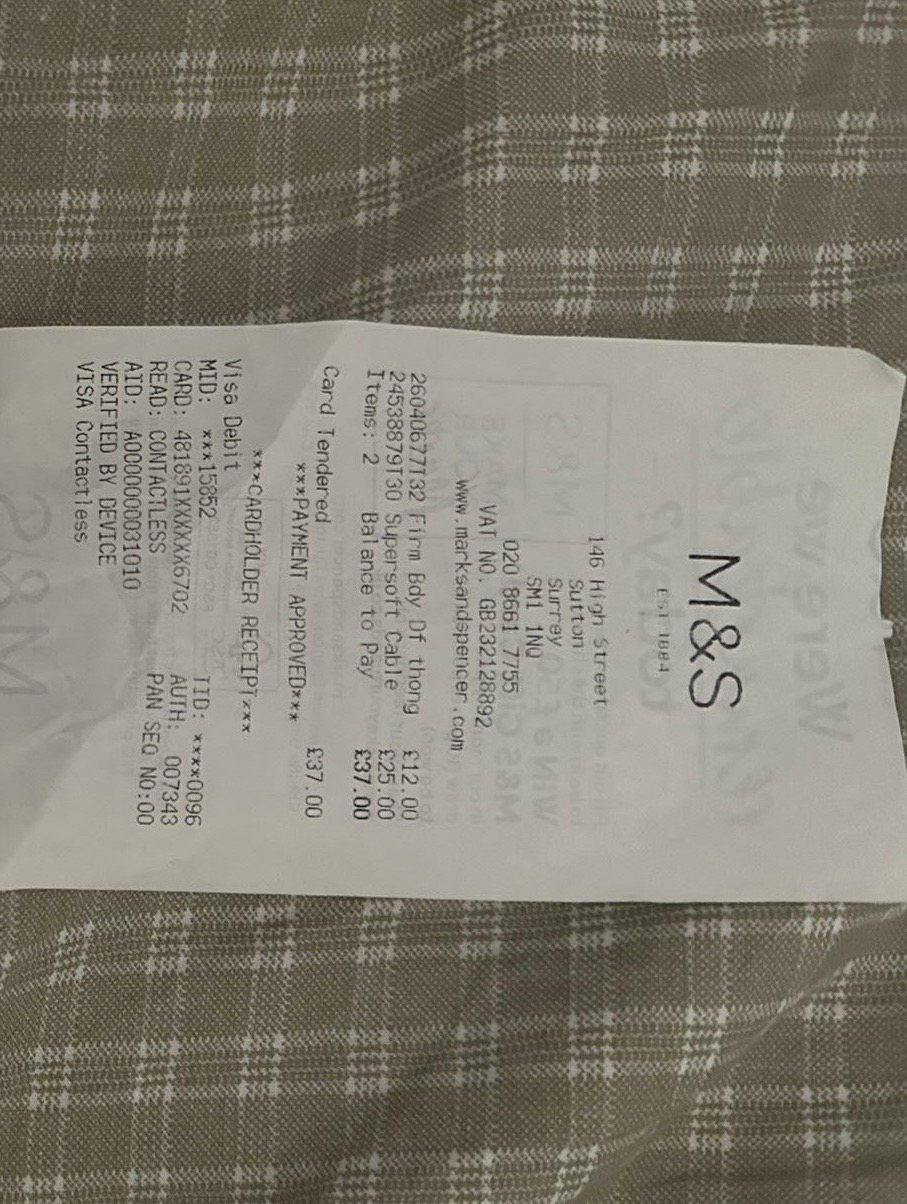 M&S
EST 1884
146 High Street
Sutton
Surrey
SM1 1NQ
020 8661 7755
VAT NO. GB232128892
www.marksandspencer.com
26040677T32 Firm Bdy Df thong £12.00
24538879T30 Supersoft Cable £25.00
Items: 2 Balance to Pay £37.00
Card Tendered £37.00
***PAYMENT APPROVED***
***CARDHOLDER RECEIPT***
Visa Debit
MID: ***15852 TID: ****0096
CARD: 481891XXXXXX6702 AUTH: 007343
READ: CONTACTLESS PAN SEQ NO:00
AID: A0000000031010
VERIFIED BY DEVICE
VISA Contactless